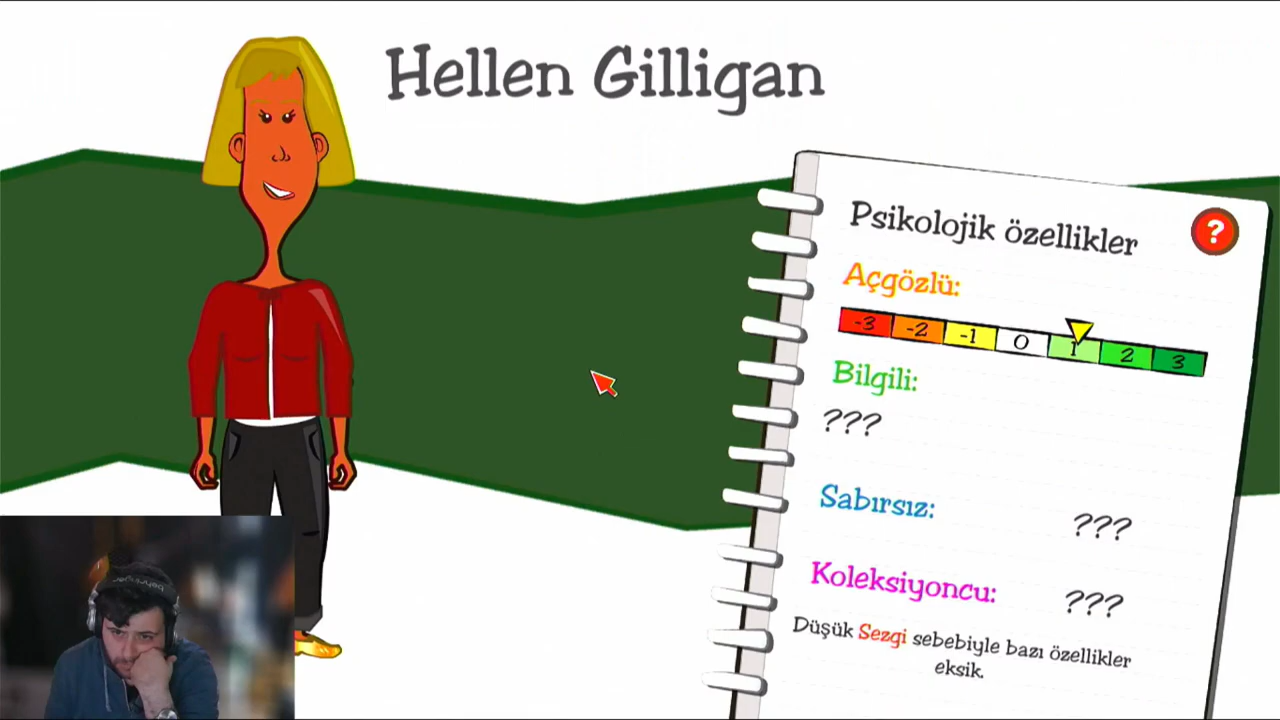 Hellen Gilligan
Psikolojik özellikler
?
Açgözlü:
-3 -2 -1 0 1 2 3
Bilgili:
???
Sabırsız: ???
Koleksiyoncu: ???
Düşük Sezgi sebebiyle bazı özellikler
eksik.